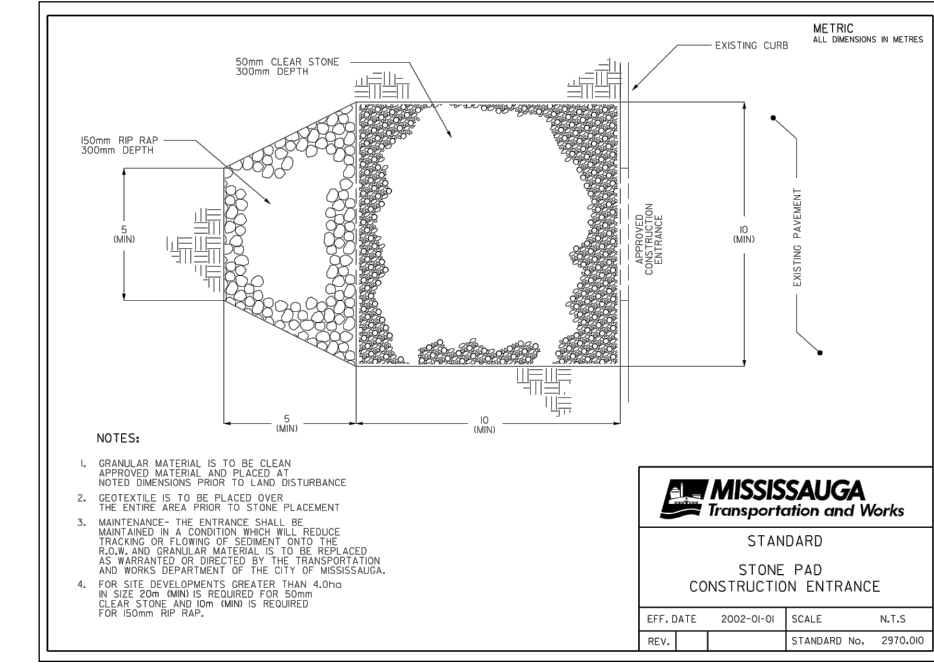 METRIC
ALL DIMENSIONS IN METRES
EXISTING CURB
50mm CLEAR STONE
300mm DEPTH
150mm RIP RAP
300mm DEPTH
5
(MIN)
APPROVED
CONSTRUCTION
ENTRANCE
10
(MIN)
EXISTING PAVEMENT
5
(MIN)
10
(MIN)
NOTES:
1. GRANULAR MATERIAL IS TO BE CLEAN
APPROVED MATERIAL AND PLACED AT
NOTED DIMENSIONS PRIOR TO LAND DISTURBANCE
2. GEOTEXTILE IS TO BE PLACED OVER
THE ENTIRE AREA PRIOR TO STONE PLACEMENT
3. MAINTENANCE- THE ENTRANCE SHALL BE
MAINTAINED IN A CONDITION WHICH WILL REDUCE
TRACKING OR FLOWING OF SEDIMENT ONTO THE
R.O.W. AND GRANULAR MATERIAL IS TO BE REPLACED
AS WARRANTED OR DIRECTED BY THE TRANSPORTATION
AND WORKS DEPARTMENT OF THE CITY OF MISSISSAUGA.
4. FOR SITE DEVELOPMENTS GREATER THAN 4.0ha
IN SIZE 20m (MIN) IS REQUIRED FOR 50mm
CLEAR STONE AND 10m (MIN) IS REQUIRED
FOR 150mm RIP RAP.
MISSISSAUGA
Transportation and Works
STANDARD
STONE PAD
CONSTRUCTION ENTRANCE
EFF. DATE 2002-01-01 SCALE N.T.S
REV. STANDARD No. 2970.010